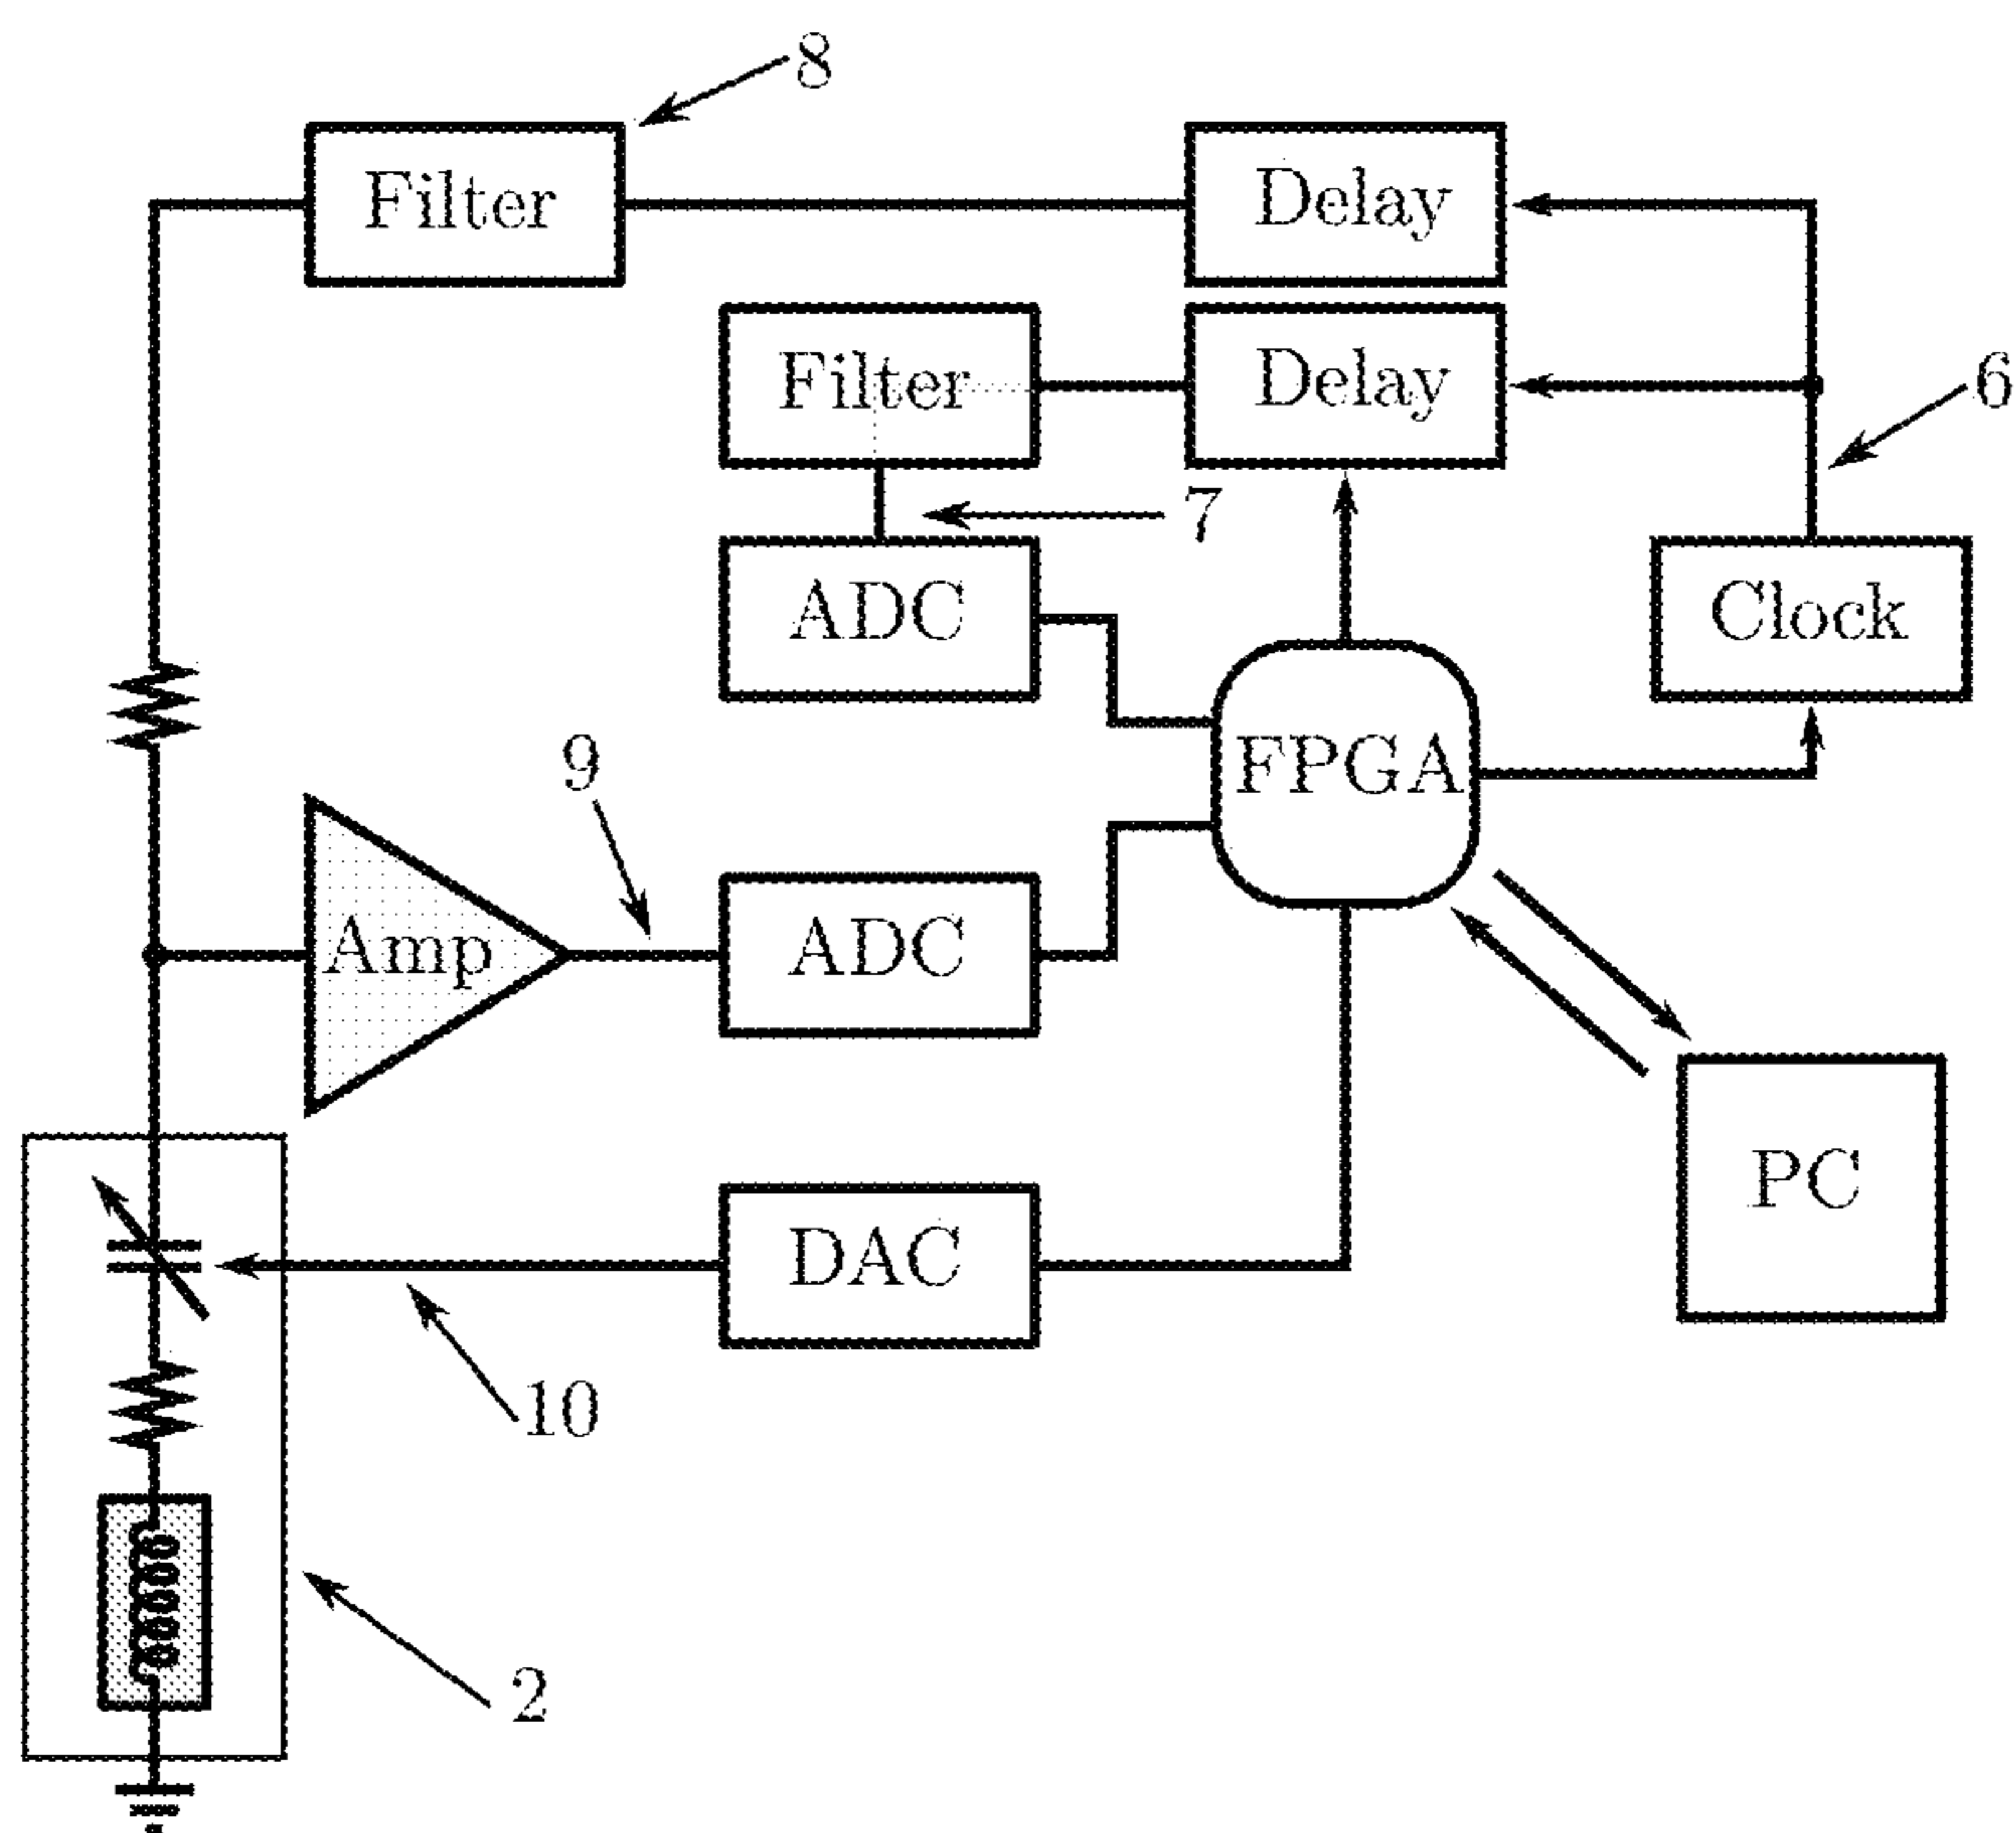 8
Filter
Delay
Filter
Delay
6
7
ADC
Clock
FPGA
9
Amp
ADC
PC
DAC
10
2